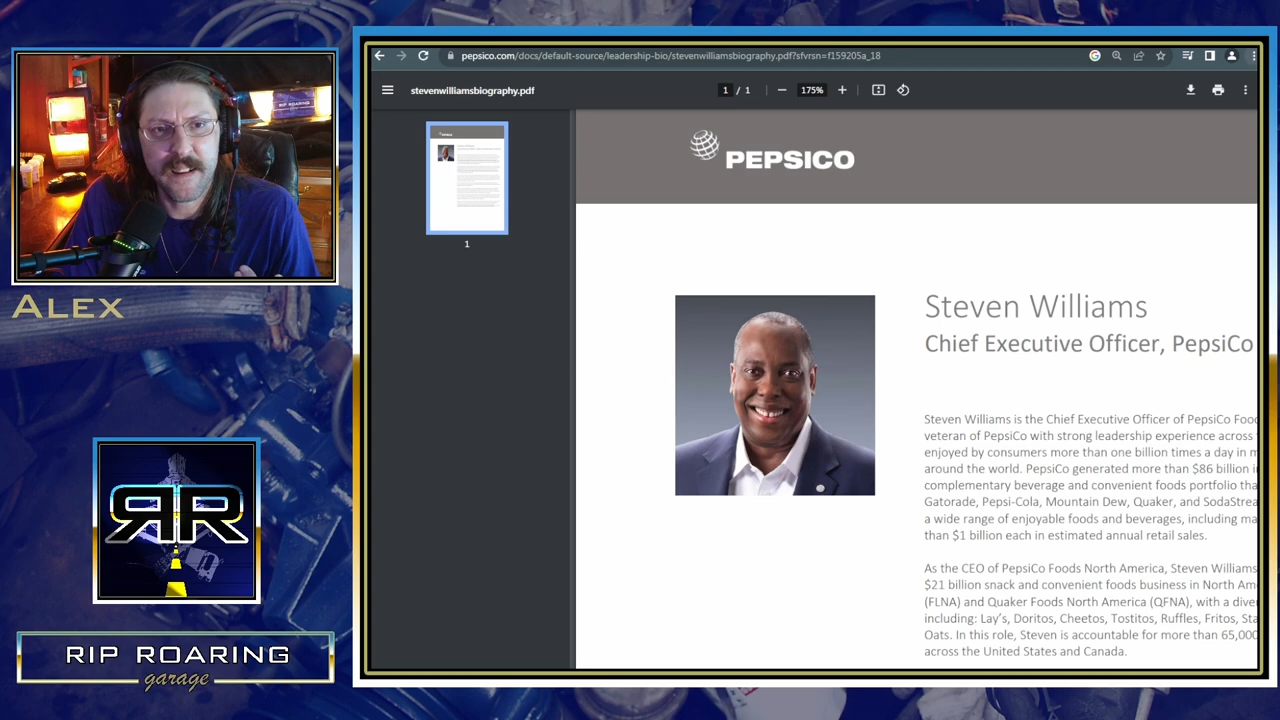 pepsico.com/docs/default-source/leadership-bio/stevenwilliamsbiography.pdf?sfvrsn=f159205a_18
stevenwilliamsbiography.pdf
1 / 1
175%
1
PEPSICO
Steven Williams
Chief Executive Officer, PepsiCo
Steven Williams is the Chief Executive Officer of PepsiCo Foo
veteran of PepsiCo with strong leadership experience across
enjoyed by consumers more than one billion times a day in m
around the world. PepsiCo generated more than $86 billion i
complementary beverage and convenient foods portfolio tha
Gatorade, Pepsi-Cola, Mountain Dew, Quaker, and SodaStrea
a wide range of enjoyable foods and beverages, including ma
than $1 billion each in estimated annual retail sales.
As the CEO of PepsiCo Foods North America, Steven Williams
$21 billion snack and convenient foods business in North Am
(FLNA) and Quaker Foods North America (QFNA), with a dive
including: Lay's, Doritos, Cheetos, Tostitos, Ruffles, Fritos, Sta
Oats. In this role, Steven is accountable for more than 65,000
across the United States and Canada.
RIP ROARING
ALEX
RR
RIP ROARING
garage